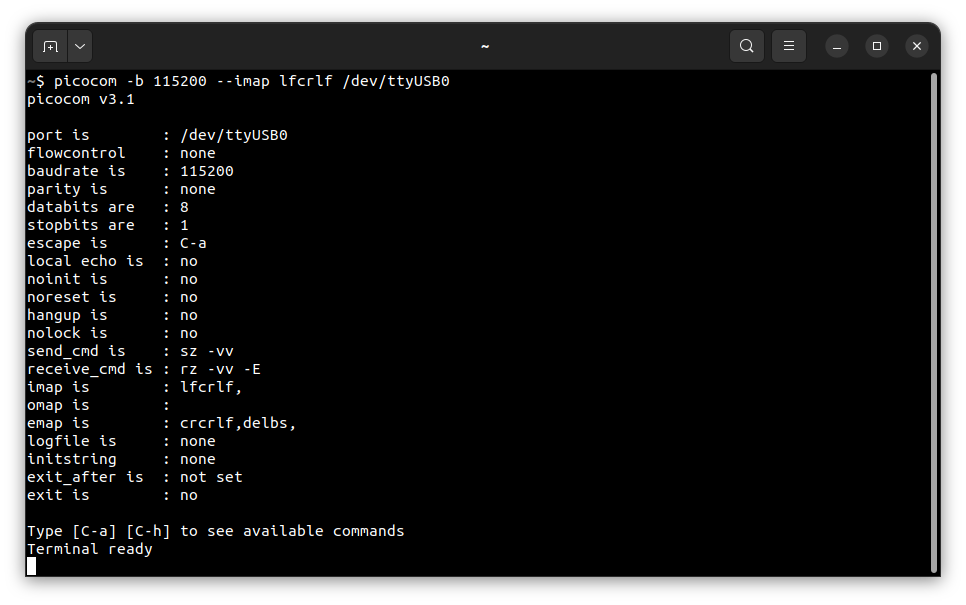 ~
~$ picocom -b 115200 --imap lfcrlf /dev/ttyUSB0
picocom v3.1
port is        : /dev/ttyUSB0
flowcontrol    : none
baudrate is    : 115200
parity is      : none
databits are   : 8
stopbits are   : 1
escape is      : C-a
local echo is  : no
noinit is      : no
noreset is     : no
hangup is      : no
nolock is      : no
send_cmd is    : sz -vv
receive_cmd is : rz -vv -E
imap is        : lfcrlf,
omap is        :
emap is        : crcrlf,delbs,
logfile is     : none
initstring     : none
exit_after is  : not set
exit is        : no
Type [C-a] [C-h] to see available commands
Terminal ready